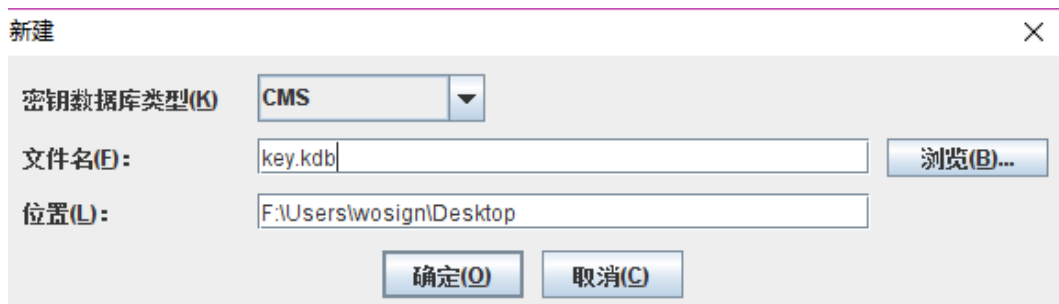 新建
密钥数据库类型(K) CMS
文件名(F): key.kdb 浏览(B)...
位置(L): F:\Users\wosign\Desktop
确定(O) 取消(C)